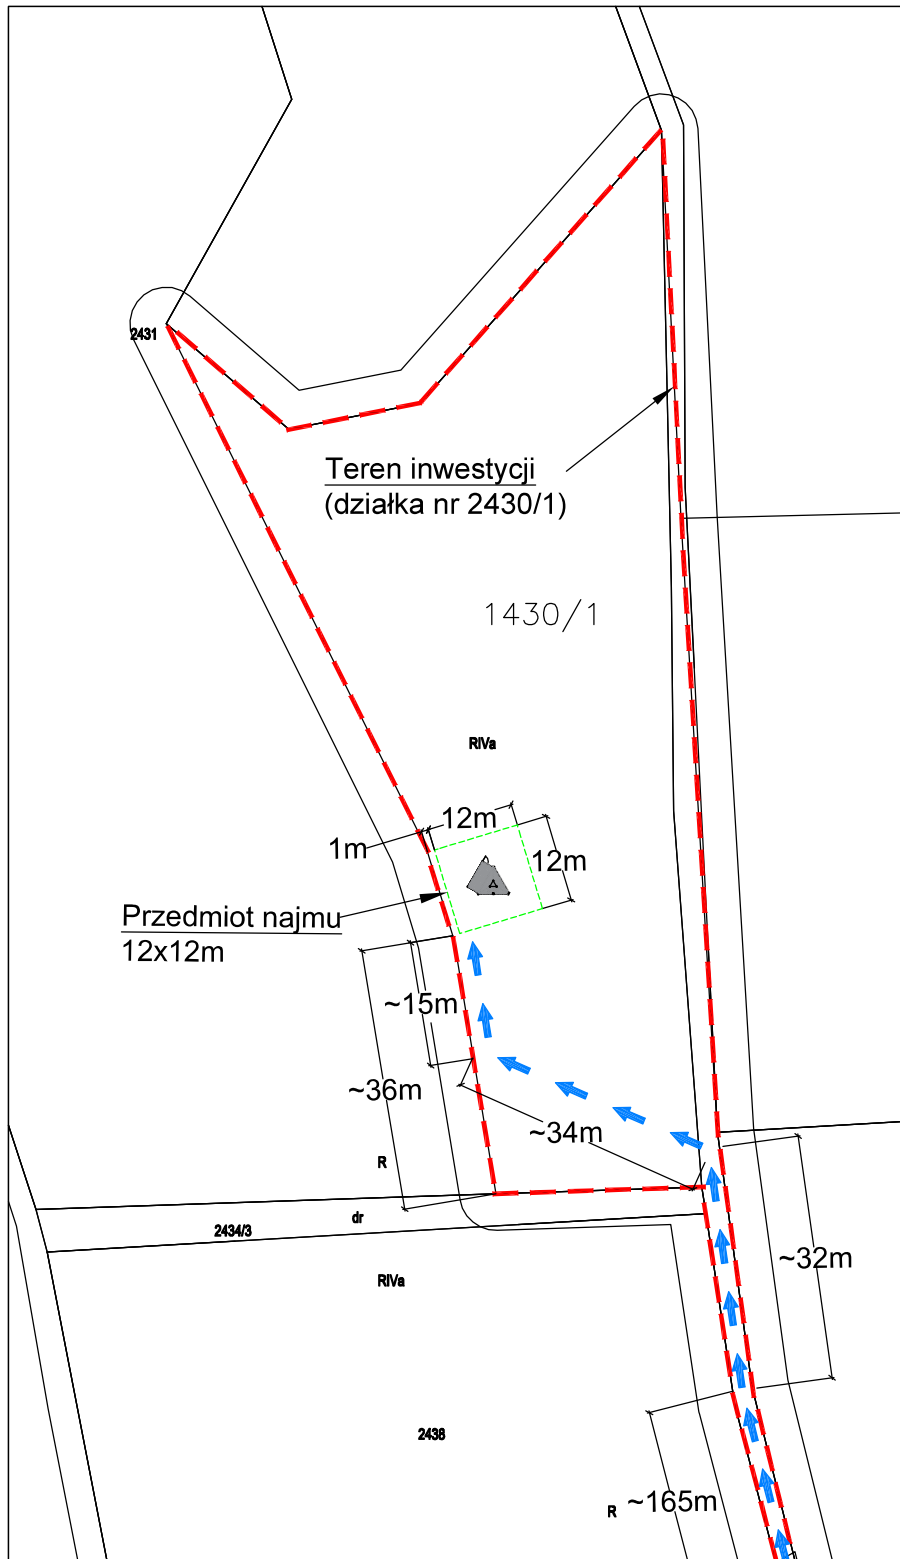 2431
Teren inwestycji
(działka nr 2430/1)
1430/1
RIVa
12m
1m
12m
Przedmiot najmu
12x12m
~15m
~36m
~34m
R
dr
2434/3
~32m
RIVa
2438
R
~165m